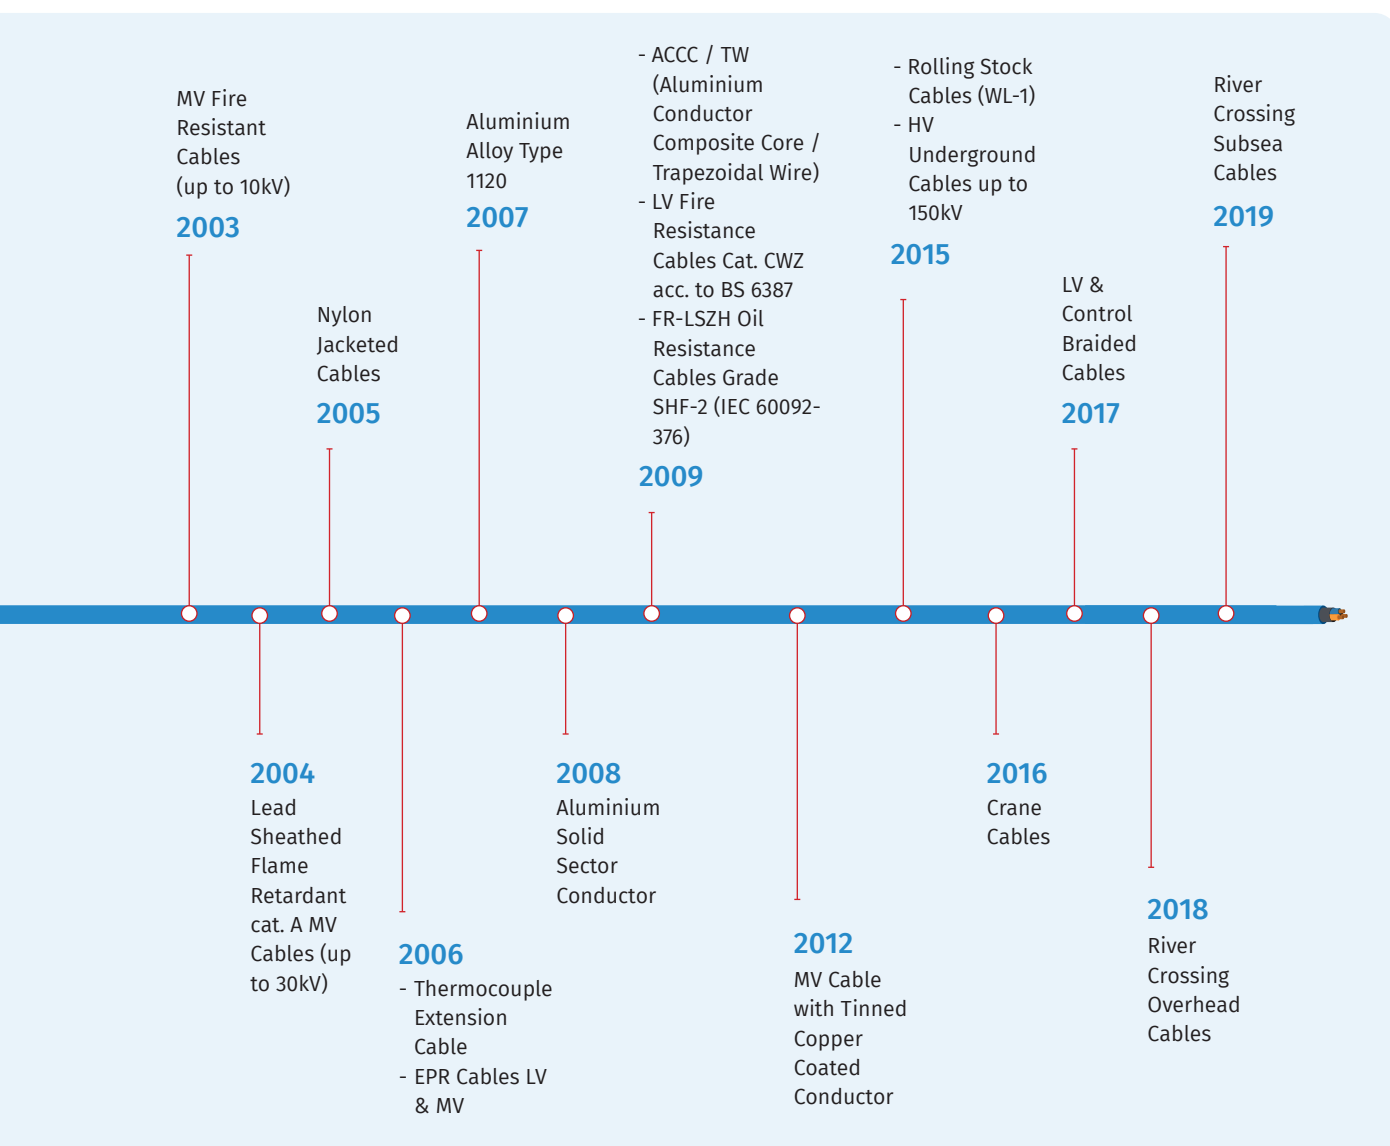 MV Fire
Resistant
Cables
(up to 10kV)
2003
Nylon
Jacketed
Cables
2005
Aluminium
Alloy Type
1120
2007
- ACCC / TW
(Aluminium
Conductor
Composite Core /
Trapezoidal Wire)
- LV Fire
Resistance
Cables Cat. CWZ
acc. to BS 6387
- FR-LSZH Oil
Resistance
Cables Grade
SHF-2 (IEC 60092-
376)
2009
- Rolling Stock
Cables (WL-1)
- HV
Underground
Cables up to
150kV
2015
LV &
Control
Braided
Cables
2017
River
Crossing
Subsea
Cables
2019
2004
Lead
Sheathed
Flame
Retardant
cat. A MV
Cables (up
to 30kV)
2006
- Thermocouple
Extension
Cable
- EPR Cables LV
& MV
2008
Aluminium
Solid
Sector
Conductor
2012
MV Cable
with Tinned
Copper
Coated
Conductor
2016
Crane
Cables
2018
River
Crossing
Overhead
Cables